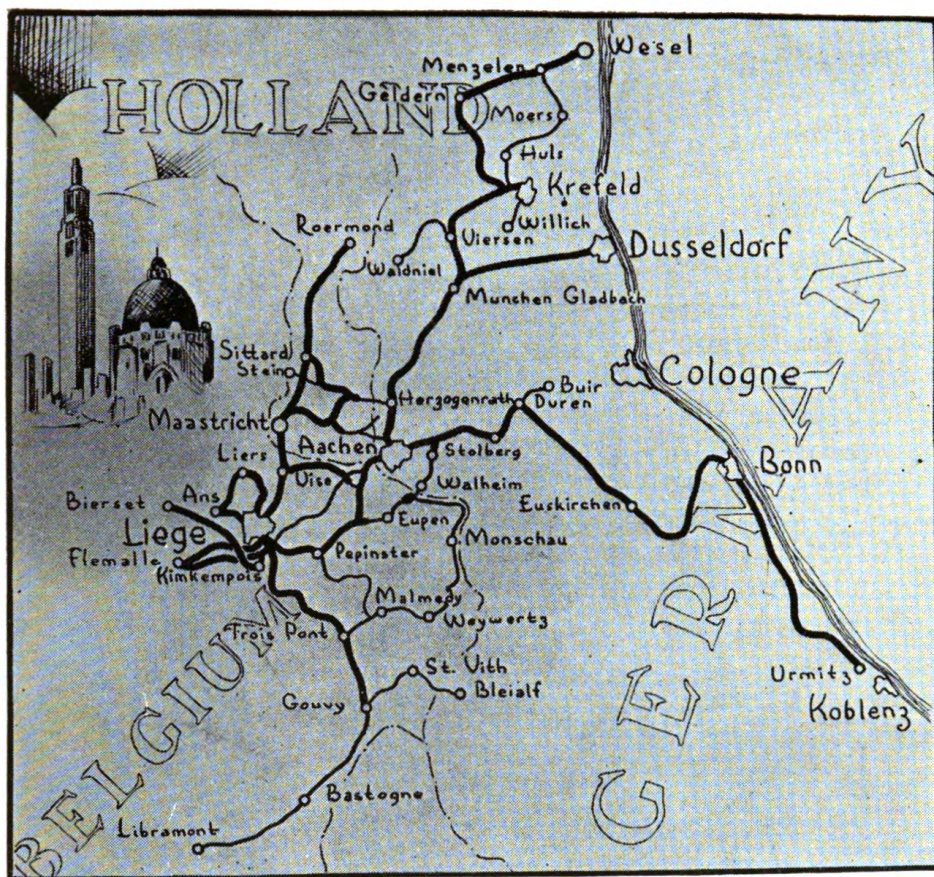 Wesel
Menzelen
HOLLAND
Geldern
Moers
Huls
Krefeld
Willich
Roermond
Viersen
Waldniel
Dusseldorf
Munchen Gladbach
Sittard
Stein
Cologne
Buir
Duren
Herzogenrath
Maastricht
Aachen
Stolberg
Liers
Vise
Walheim
Bonn
Bierset
Ans
Eupen
Euskirchen
Liege
Monschau
Flemalle
Pepinster
Kimkempois
Malmedy
Weywertz
Trois Pont
St. Vith
Bleialf
Gouvy
Urmitz
Koblenz
Bastogne
Libramont
BELGIUM
GERMANY